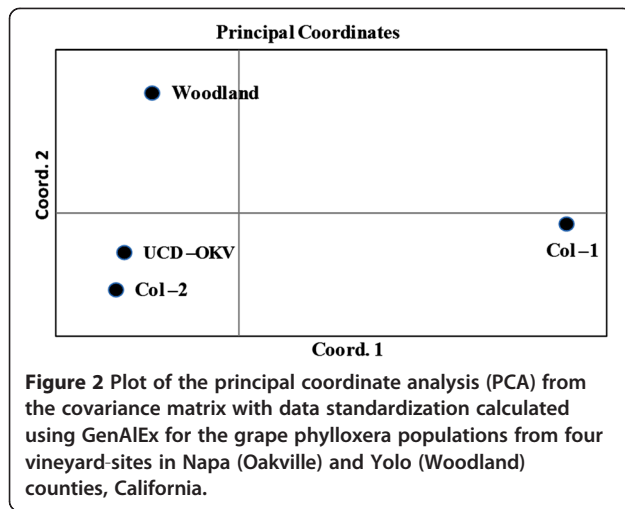 Principal Coordinates
Woodland
Coord. 2
Col-1
UCD-OKV
Col-2
Coord. 1
Figure 2 Plot of the principal coordinate analysis (PCA) from
the covariance matrix with data standardization calculated
using GenAlEx for the grape phylloxera populations from four
vineyard-sites in Napa (Oakville) and Yolo (Woodland)
counties, California.